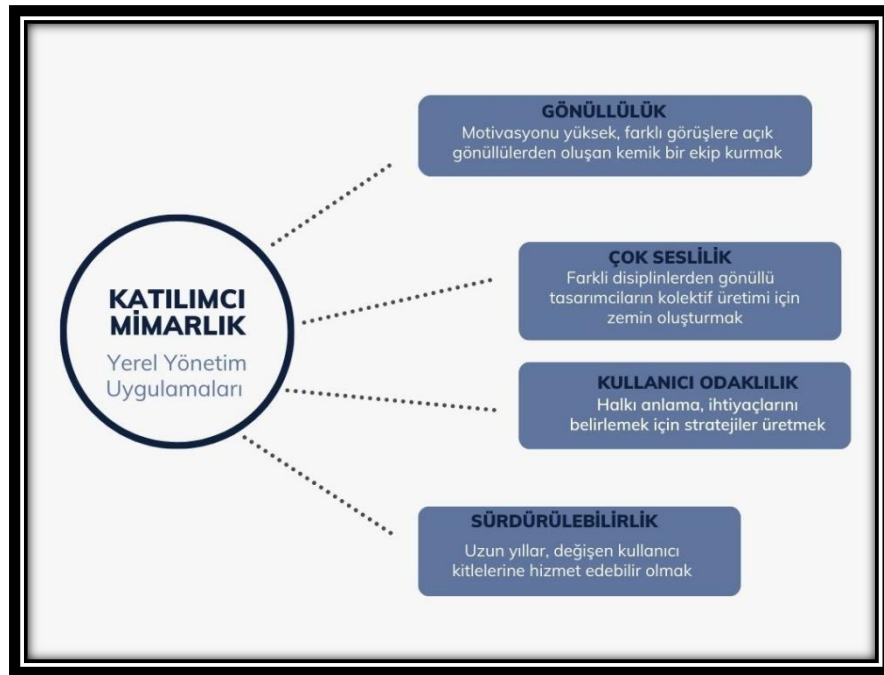 KATILIMCI
MİMARLIK
Yerel Yönetim
Uygulamaları
GÖNÜLLÜLÜK
Motivasyonu yüksek, farklı görüşlere açık
gönüllülerden oluşan kemik bir ekip kurmak
ÇOK SESLİLİK
Farkli disiplinlerden gönüllü
tasarımcıların kolektif üretimi için
zemin oluşturmak
KULLANICI ODAKLILIK
Halkı anlama, ihtiyaçlarını
belirlemek için stratejiler üretmek
SÜRDÜRÜLEBİLİRLİK
Uzun yıllar, değişen kullanıcı
kitlelerine hizmet edebilir olmak